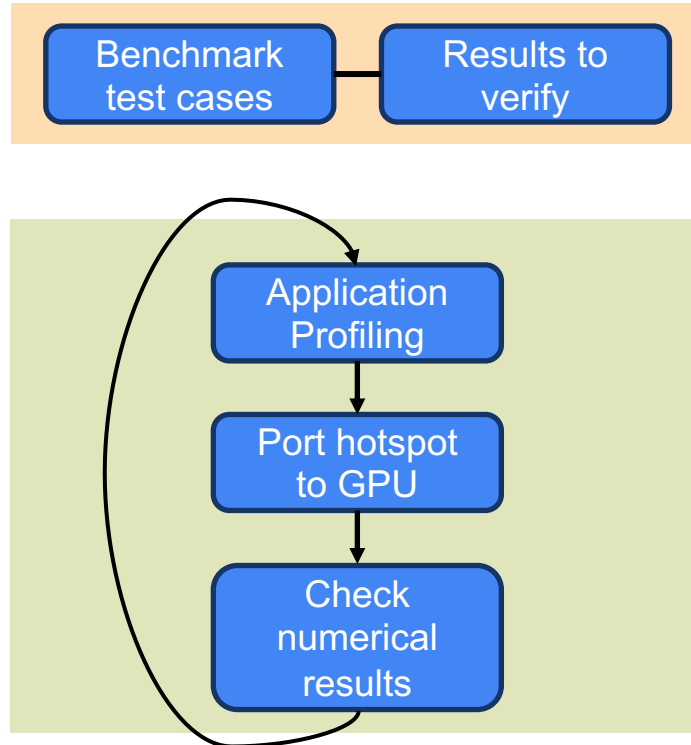 Benchmark
test cases
Results to
verify
Application
Profiling
Port hotspot
to GPU
Check
numerical
results